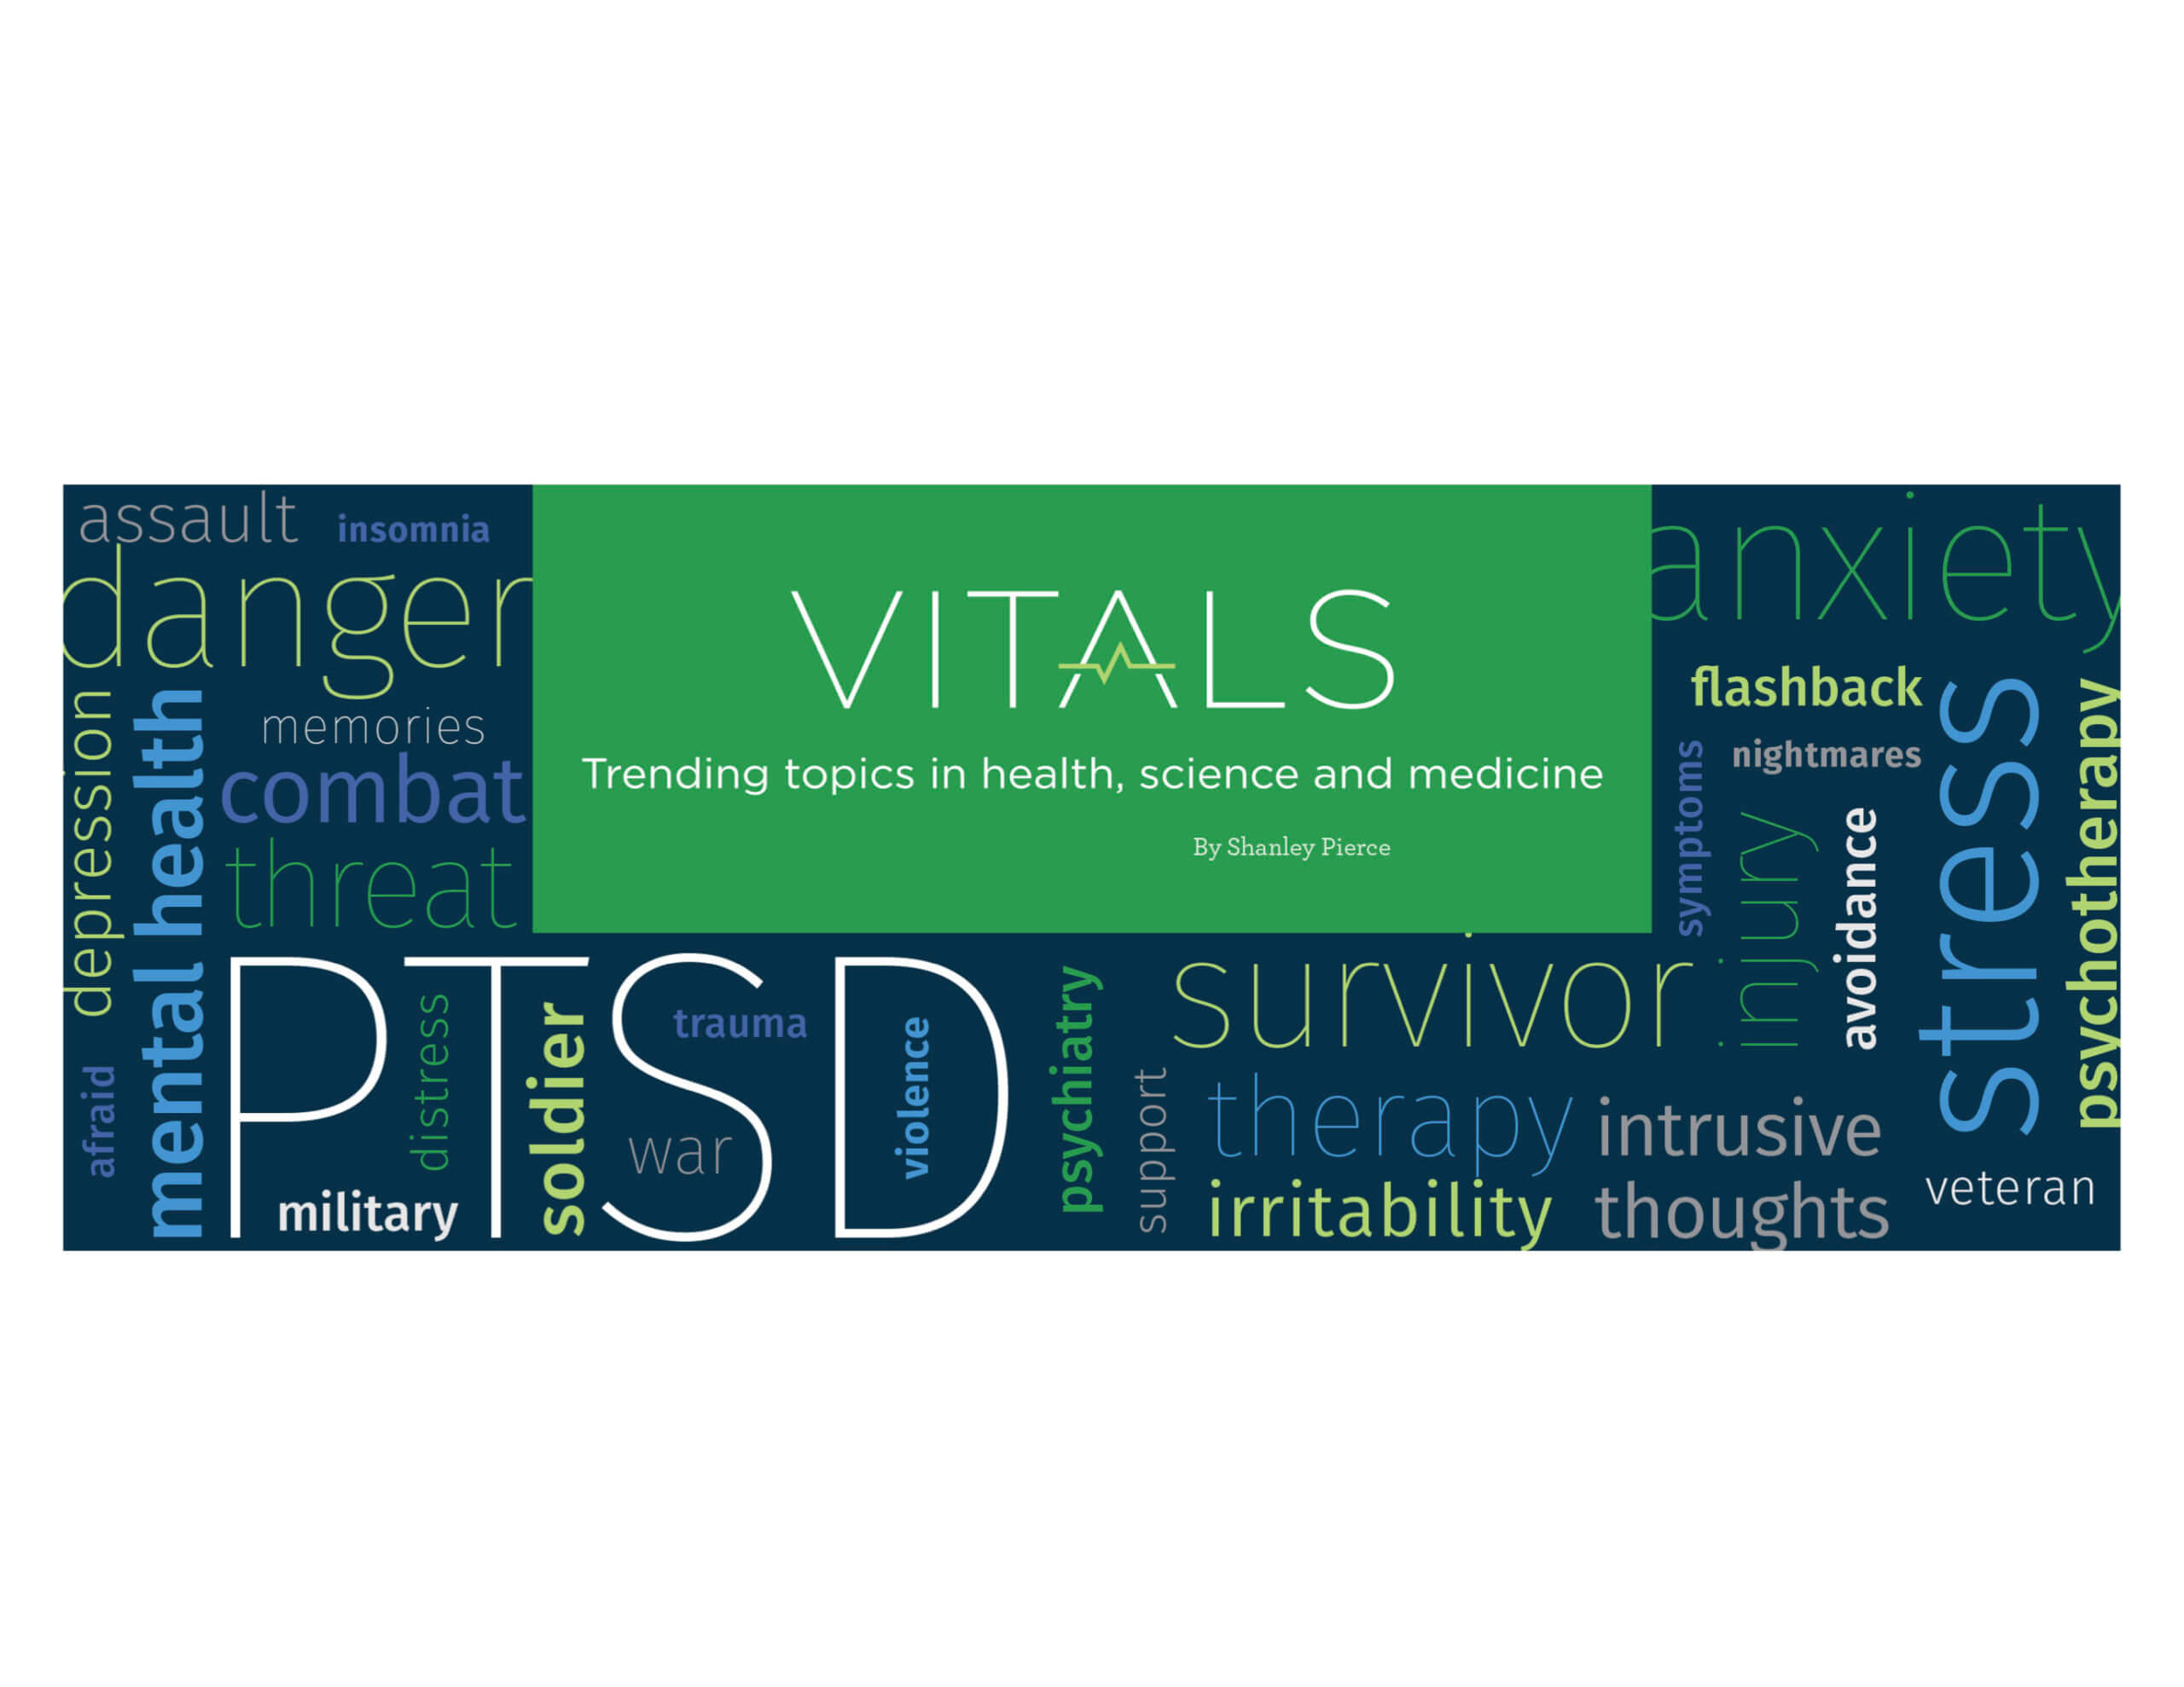 assault
insomnia
danger
memories
combat
threat
depression
mental health
afraid
VITALS
Trending topics in health, science and medicine
By Shanley Pierce
anxiety
flashback
nightmares
symptoms
injury
avoidance
stress
psychotherapy
PTSD
distress
military
soldier
trauma
war
violence
psychiatry
support
survivor
therapy
irritability
intrusive
thoughts
veteran